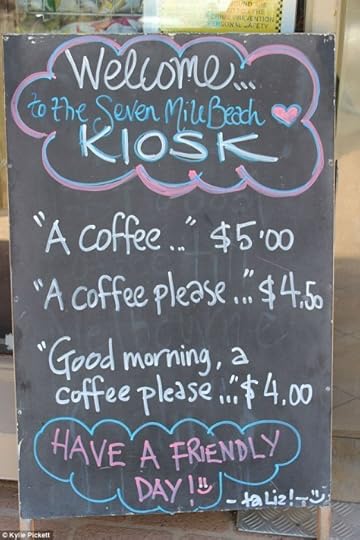 Welcome...
to the Seven Mile Beach
KIOSK
"A coffee..." $5.00
"A coffee please..." $4.50
"Good morning, a
coffee please..." $4.00
HAVE A FRIENDLY
DAY!!
- ta Liz! -
© Kylie Pickett